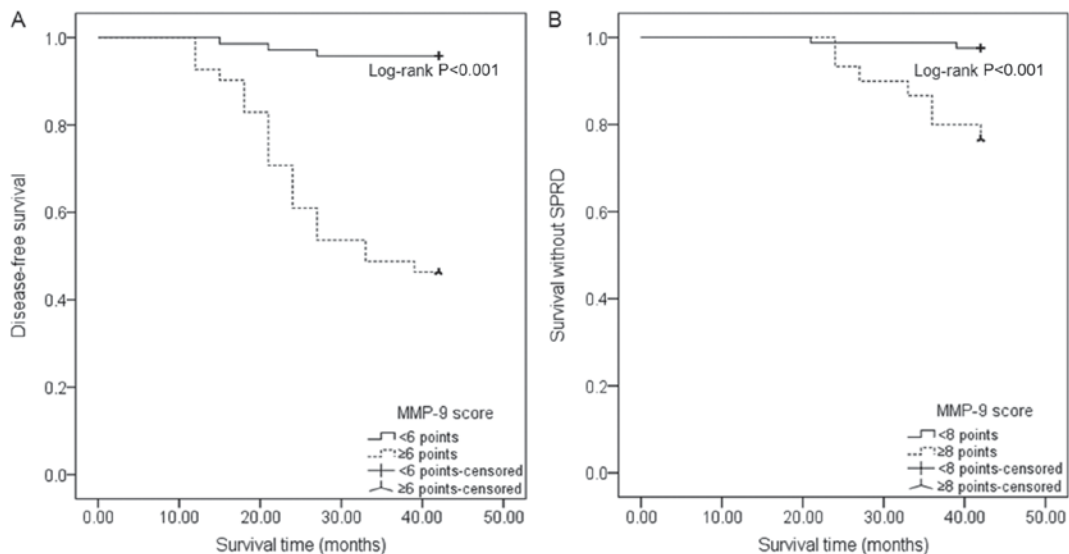 A
1.0
0.8
0.6
0.4
0.2
0.0
Disease-free survival
Log-rank P<0.001
MMP-9 score
<6 points
≥6 points
<6 points-censored
≥6 points-censored
0.00 10.00 20.00 30.00 40.00 50.00
Survival time (months)
B
1.0
0.8
0.6
0.4
0.2
0.0
Survival without SPRD
Log-rank P<0.001
MMP-9 score
<8 points
≥8 points
<8 points-censored
≥8 points-censored
0.00 10.00 20.00 30.00 40.00 50.00
Survival time (months)